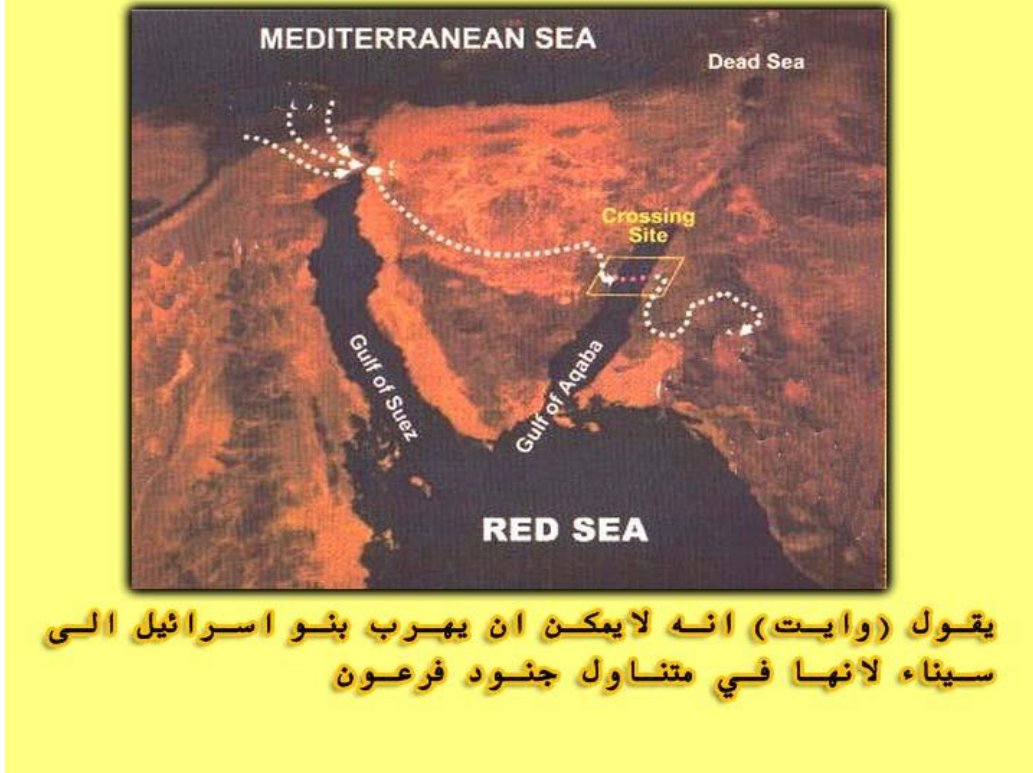 MEDITERRANEAN SEA
Dead Sea
Crossing
Site
Gulf of Suez
Gulf of Aqaba
RED SEA
يقول (وايت) انه لايمكن ان يهرب بنو اسرائيل الى
سيناء لانها في متناول جنود فرعون